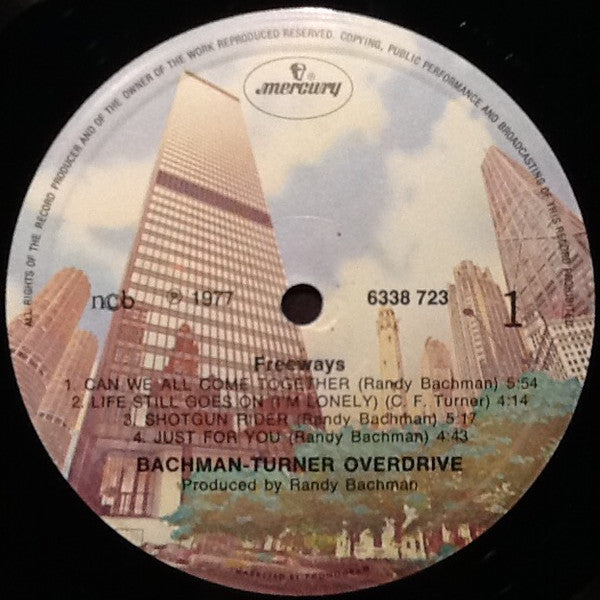 ALL RIGHTS OF THE RECORD PRODUCER AND OF THE OWNER OF THE WORK REPRODUCED RESERVED. COPYING, PUBLIC PERFORMANCE AND BROADCASTING OF THIS RECORD PROHIBITED
mercury ®
ncb ℗ 1977 6338 723 1
Freeways
1. CAN WE ALL COME TOGETHER (Randy Bachman) 5:54
2. LIFE STILL GOES ON (I'M LONELY) (C. F. Turner) 4:14
3. SHOTGUN RIDER (Randy Bachman) 5:17
4. JUST FOR YOU (Randy Bachman) 4:43
BACHMAN-TURNER OVERDRIVE
Produced by Randy Bachman
MARKETED BY PHONOGRAM